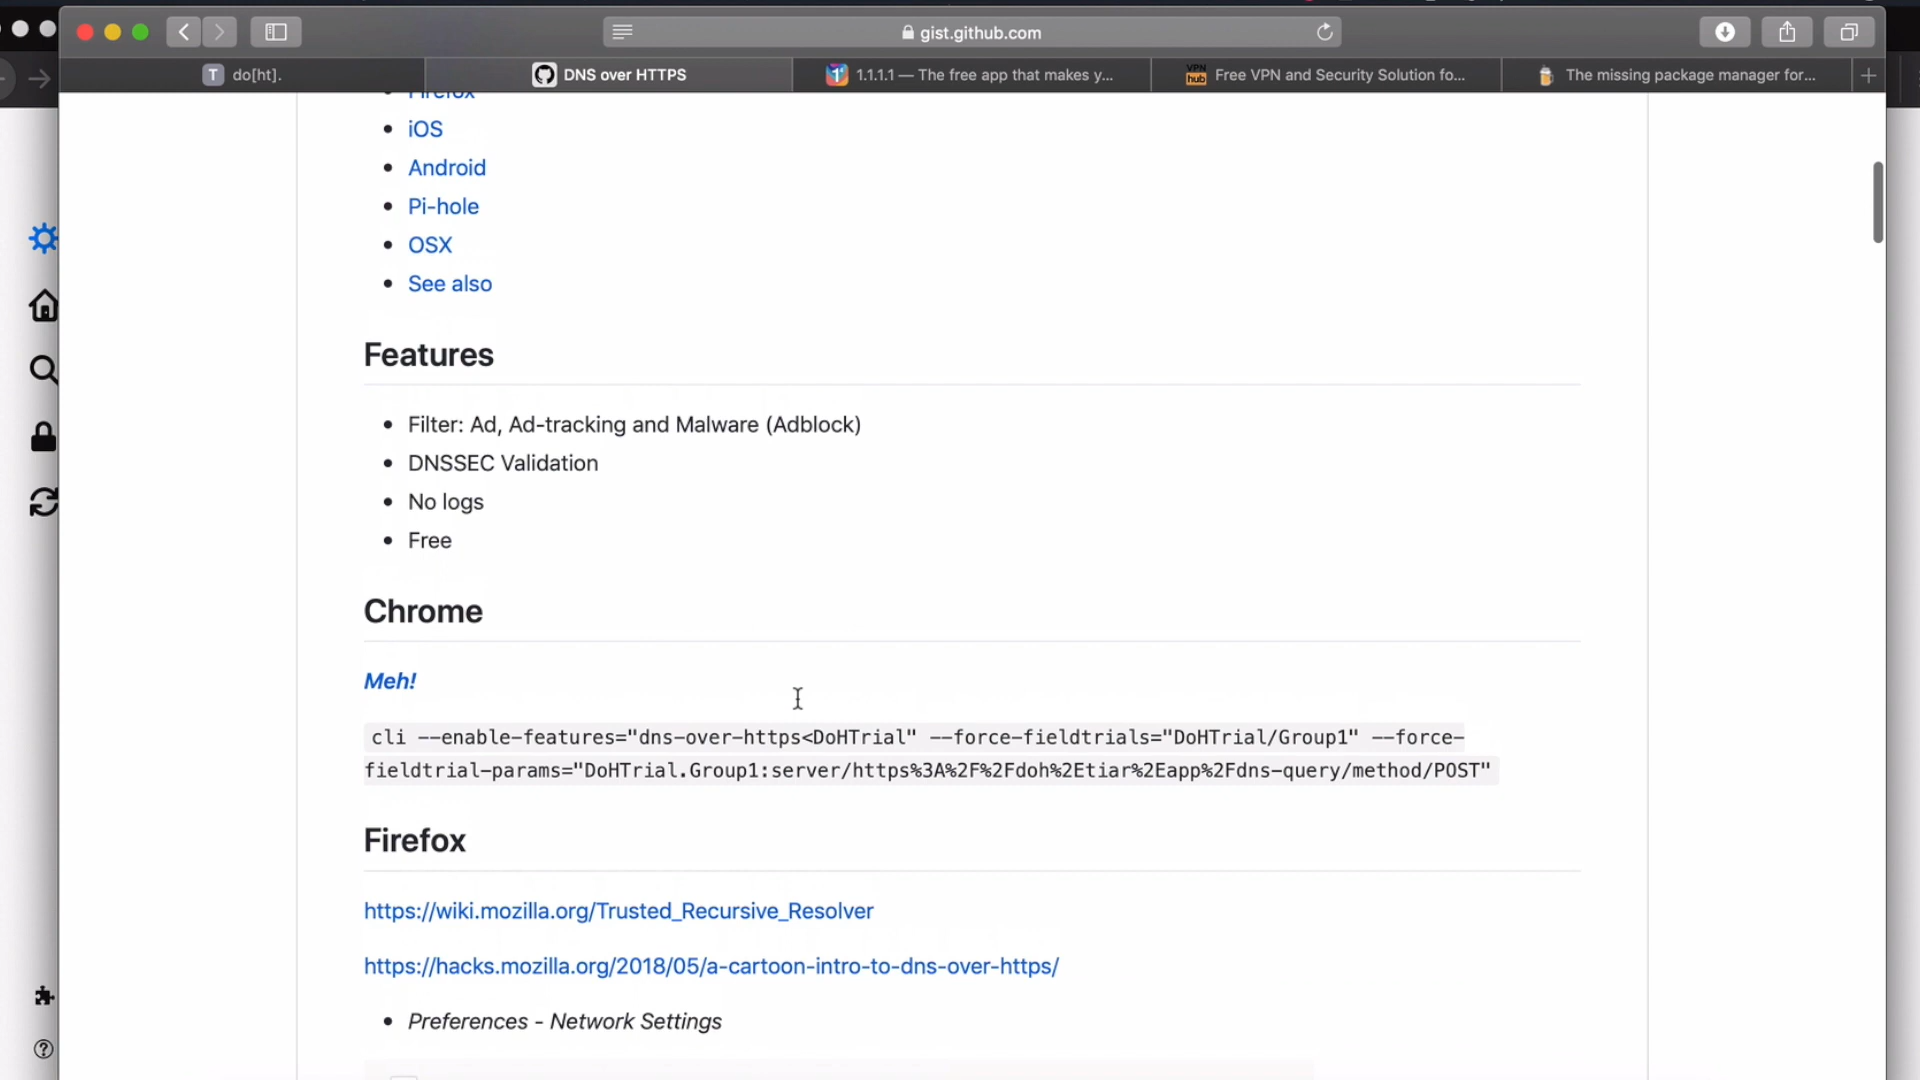 gist.github.com
T do[ht].
DNS over HTTPS
1.1.1.1 — The free app that makes y...
VPN hub Free VPN and Security Solution fo...
The missing package manager for...
Firefox
iOS
Android
Pi-hole
OSX
See also
Features
Filter: Ad, Ad-tracking and Malware (Adblock)
DNSSEC Validation
No logs
Free
Chrome
Meh!
cli --enable-features="dns-over-https<DoHTrial" --force-fieldtrials="DoHTrial/Group1" --force-
fieldtrial-params="DoHTrial.Group1:server/https%3A%2F%2Fdoh%2Etiar%2Eapp%2Fdns-query/method/POST"
Firefox
https://wiki.mozilla.org/Trusted_Recursive_Resolver
https://hacks.mozilla.org/2018/05/a-cartoon-intro-to-dns-over-https/
Preferences - Network Settings